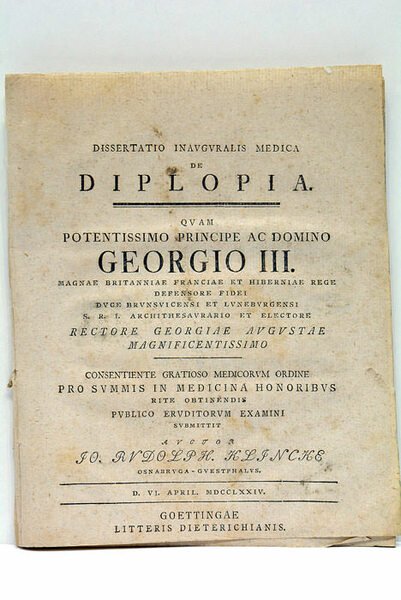 DISSERTATIO INAVGVRALIS MEDICA
DE
DIPLOPIA.
QVAM
POTENTISSIMO PRINCIPE AC DOMINO
GEORGIO III.
MAGNAE BRITANNIAE FRANCIAE ET HIBERNIAE REGE
DEFENSORE FIDEI
DVCE BRVNSVICENSI ET LVNEBVRGENSI
S. R. I. ARCHITHESAVRARIO ET ELECTORE
RECTORE GEORGIAE AVGVSTAE
MAGNIFICENTISSIMO
CONSENTIENTE GRATIOSO MEDICORVM ORDINE
PRO SVMMIS IN MEDICINA HONORIBVS
RITE OBTINENDIS
PVBLICO ERVDITORVM EXAMINI
SVBMITTIT
AVCTOR
IO. RVDOLPH. KLINCKE
OSNABRVGA-GVESTPHALVS.
D. VI. APRIL. MDCCLXXIV.
GOETTINGAE
LITTERIS DIETERICHIANIS.